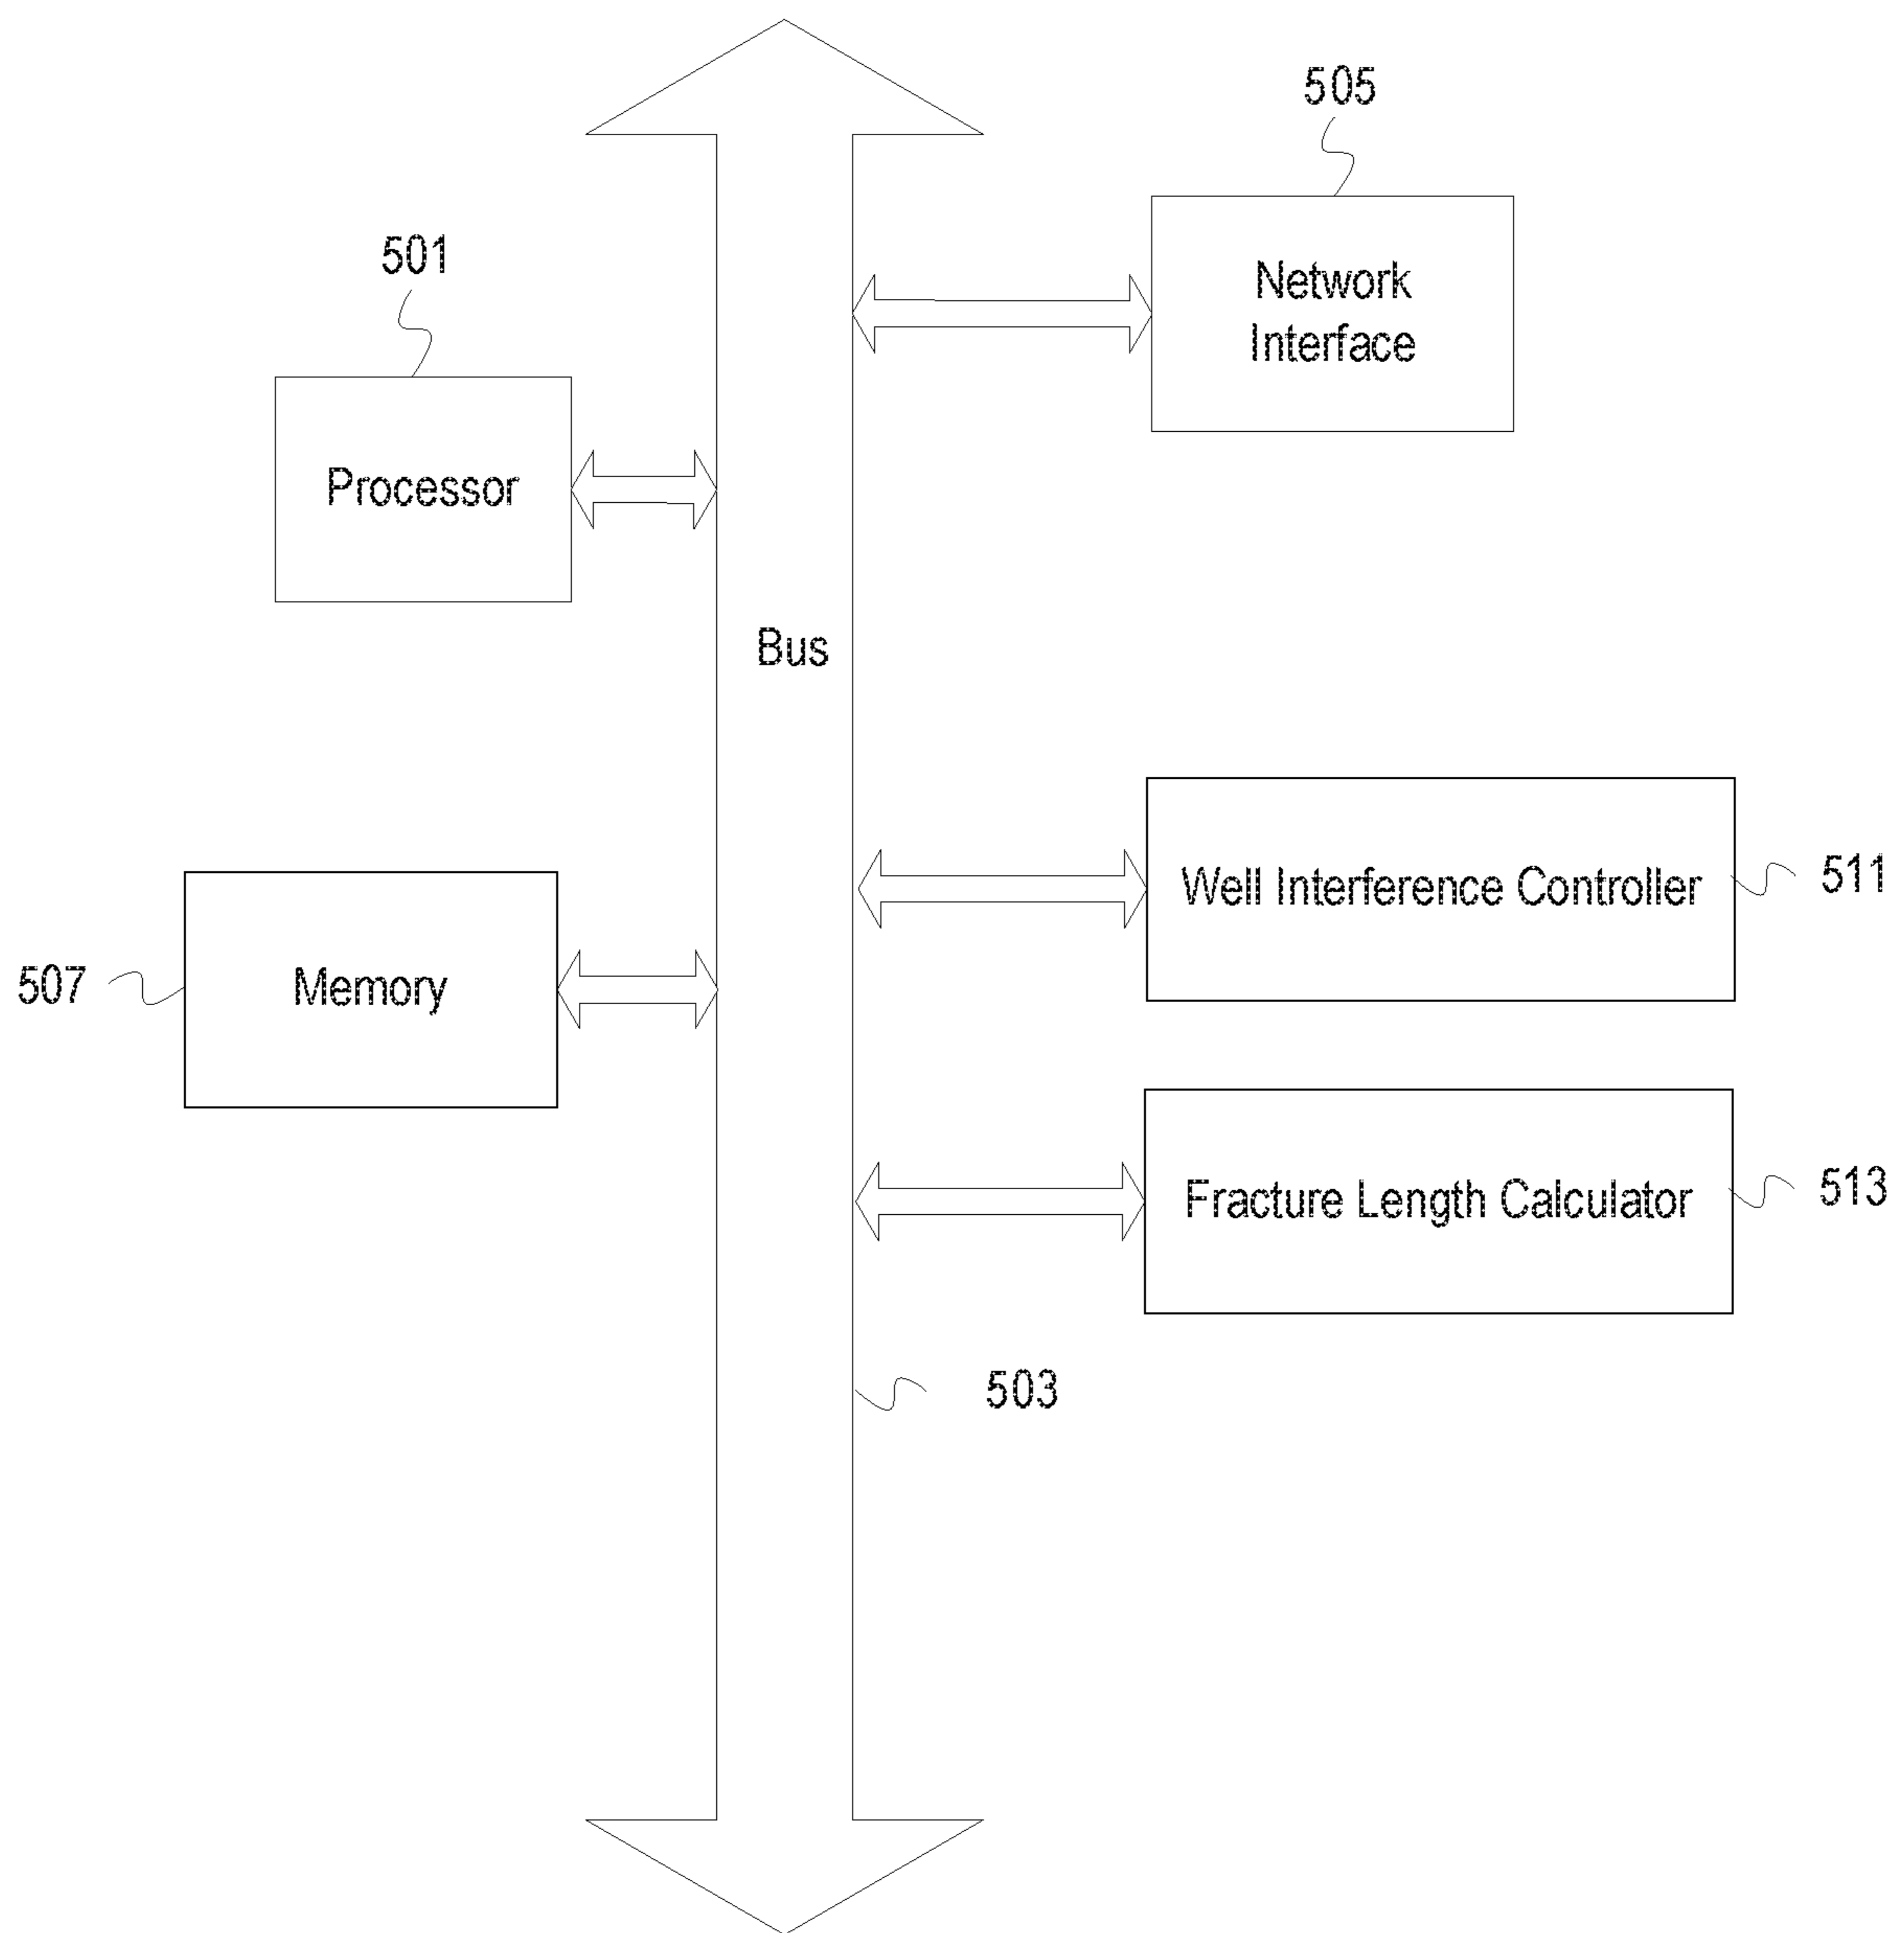 505
501
Network
Interface
Processor
Bus
Well Interference Controller
511
507
Memory
Fracture Length Calculator
513
503